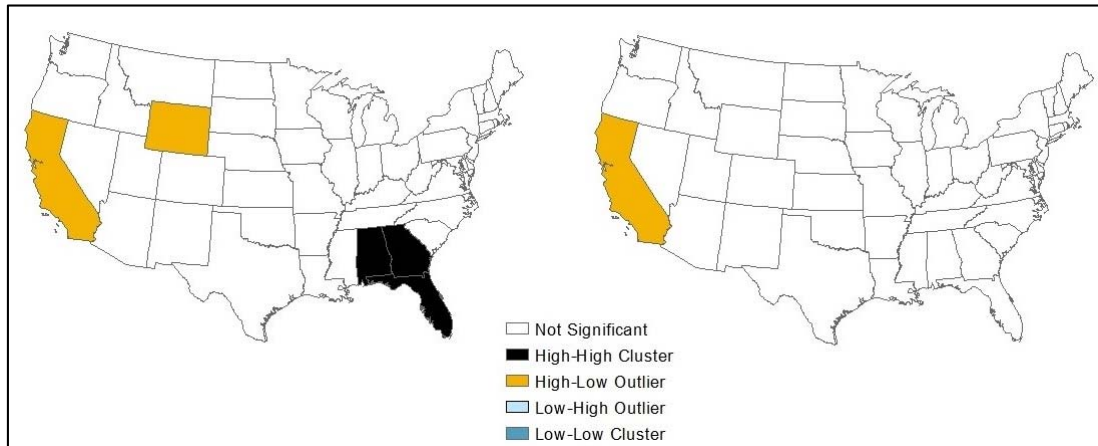 Not Significant
High-High Cluster
High-Low Outlier
Low-High Outlier
Low-Low Cluster